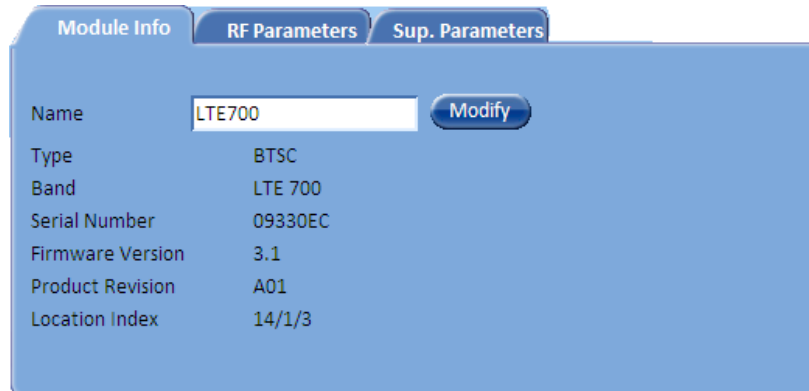 Module Info RF Parameters Sup. Parameters
Name LTE700 Modify
Type BTSC
Band LTE 700
Serial Number 09330EC
Firmware Version 3.1
Product Revision A01
Location Index 14/1/3